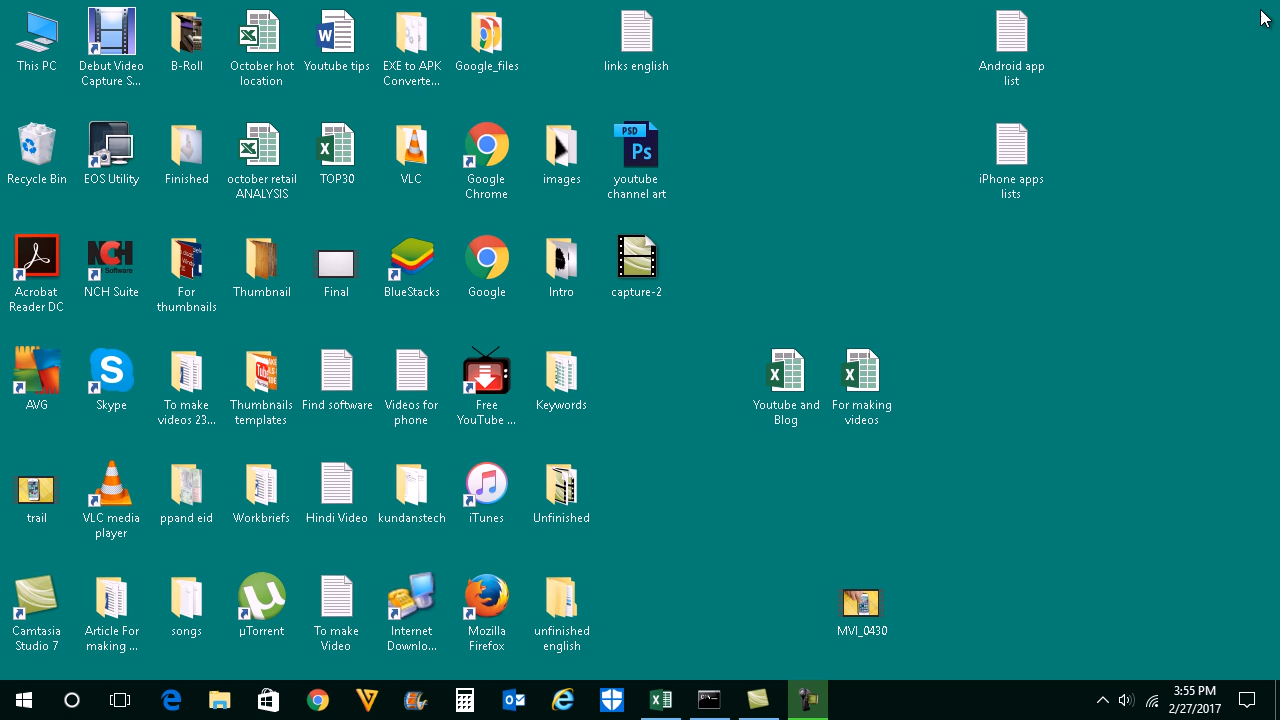 This PC
Debut Video
Capture S...
B-Roll
October hot
location
Youtube tips
EXE to APK
Converte...
Google_files
links english
Android app
list
Recycle Bin
EOS Utility
Finished
october retail
ANALYSIS
TOP30
VLC
Google
Chrome
images
PSD
Ps
youtube
channel art
iPhone apps
lists
Acrobat
Reader DC
NCH
Software
NCH Suite
For
thumbnails
Thumbnail
Final
BlueStacks
Google
Intro
capture-2
AVG
Skype
To make
videos 23...
Thumbnails
templates
Find software
Videos for
phone
Free
YouTube ...
Keywords
Youtube and
Blog
For making
videos
trail
VLC media
player
ppand eid
Workbriefs
Hindi Video
kundanstech
iTunes
Unfinished
Camtasia
Studio 7
Article For
making ...
songs
µTorrent
To make
Video
Internet
Downlo...
Mozilla
Firefox
unfinished
english
MVI_0430
3:55 PM
2/27/2017